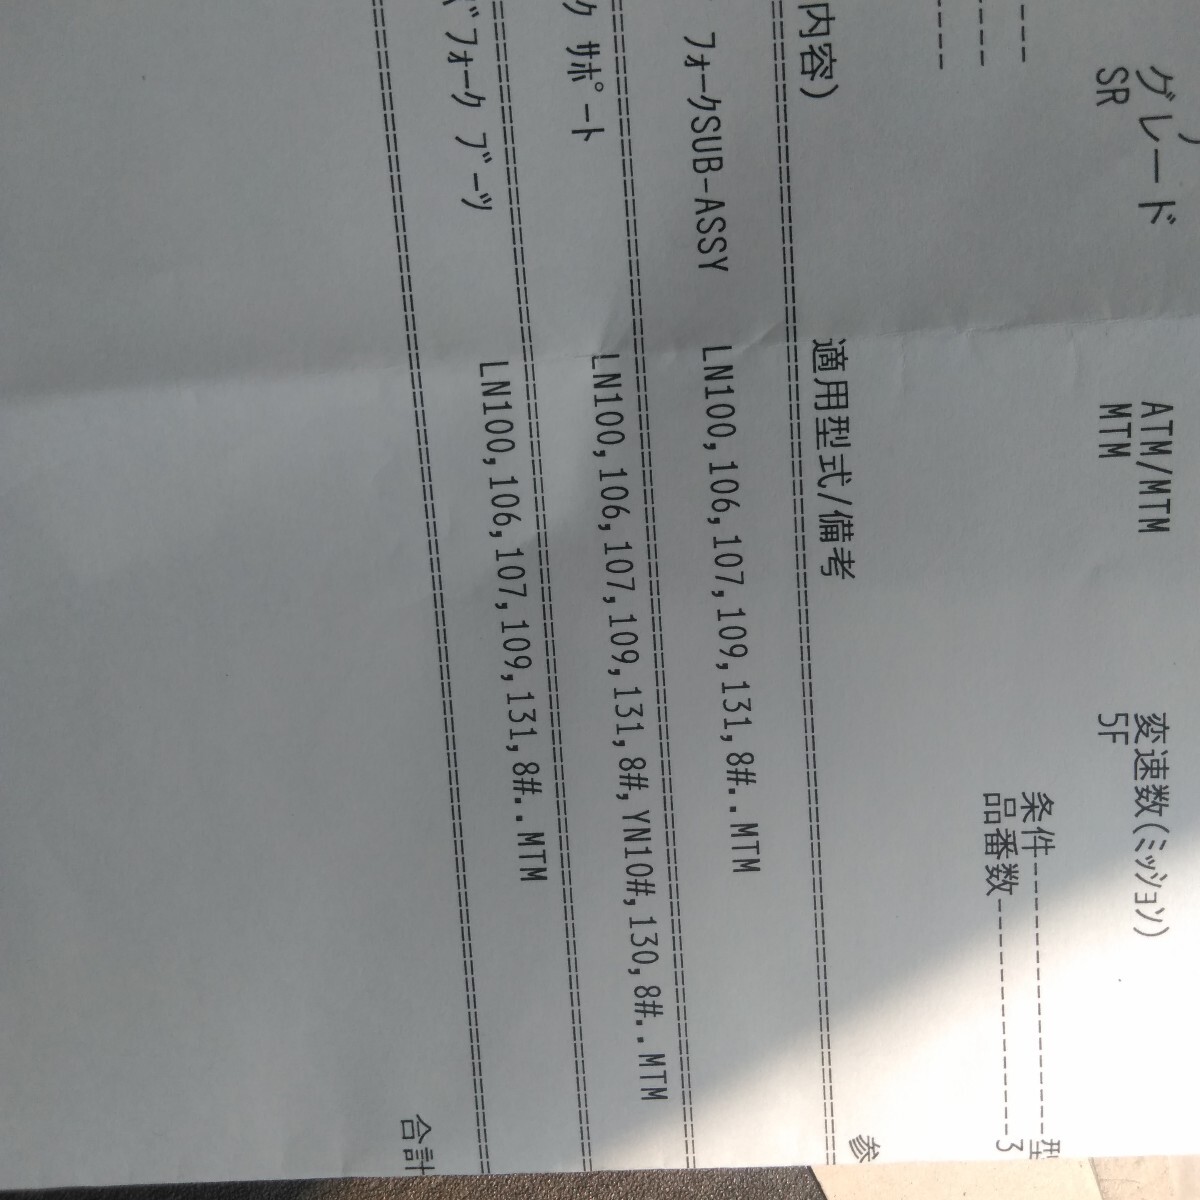 グレード ATM/MTM 変速数(ﾐｯｼｮﾝ)
SR MTM 5F
--- 条件---------------型
--- 品番数-------------3
内容) 適用型式/備考 参
ﾌｫｰｸSUB-ASSY LN100,106,107,109,131,8#..MTM
ｸ ｻﾎﾟｰﾄ LN100,106,107,109,131,8#,YN10#,130,8#..MTM
ﾌｫｰｸ ﾌﾞｰﾂ LN100,106,107,109,131,8#..MTM
合計